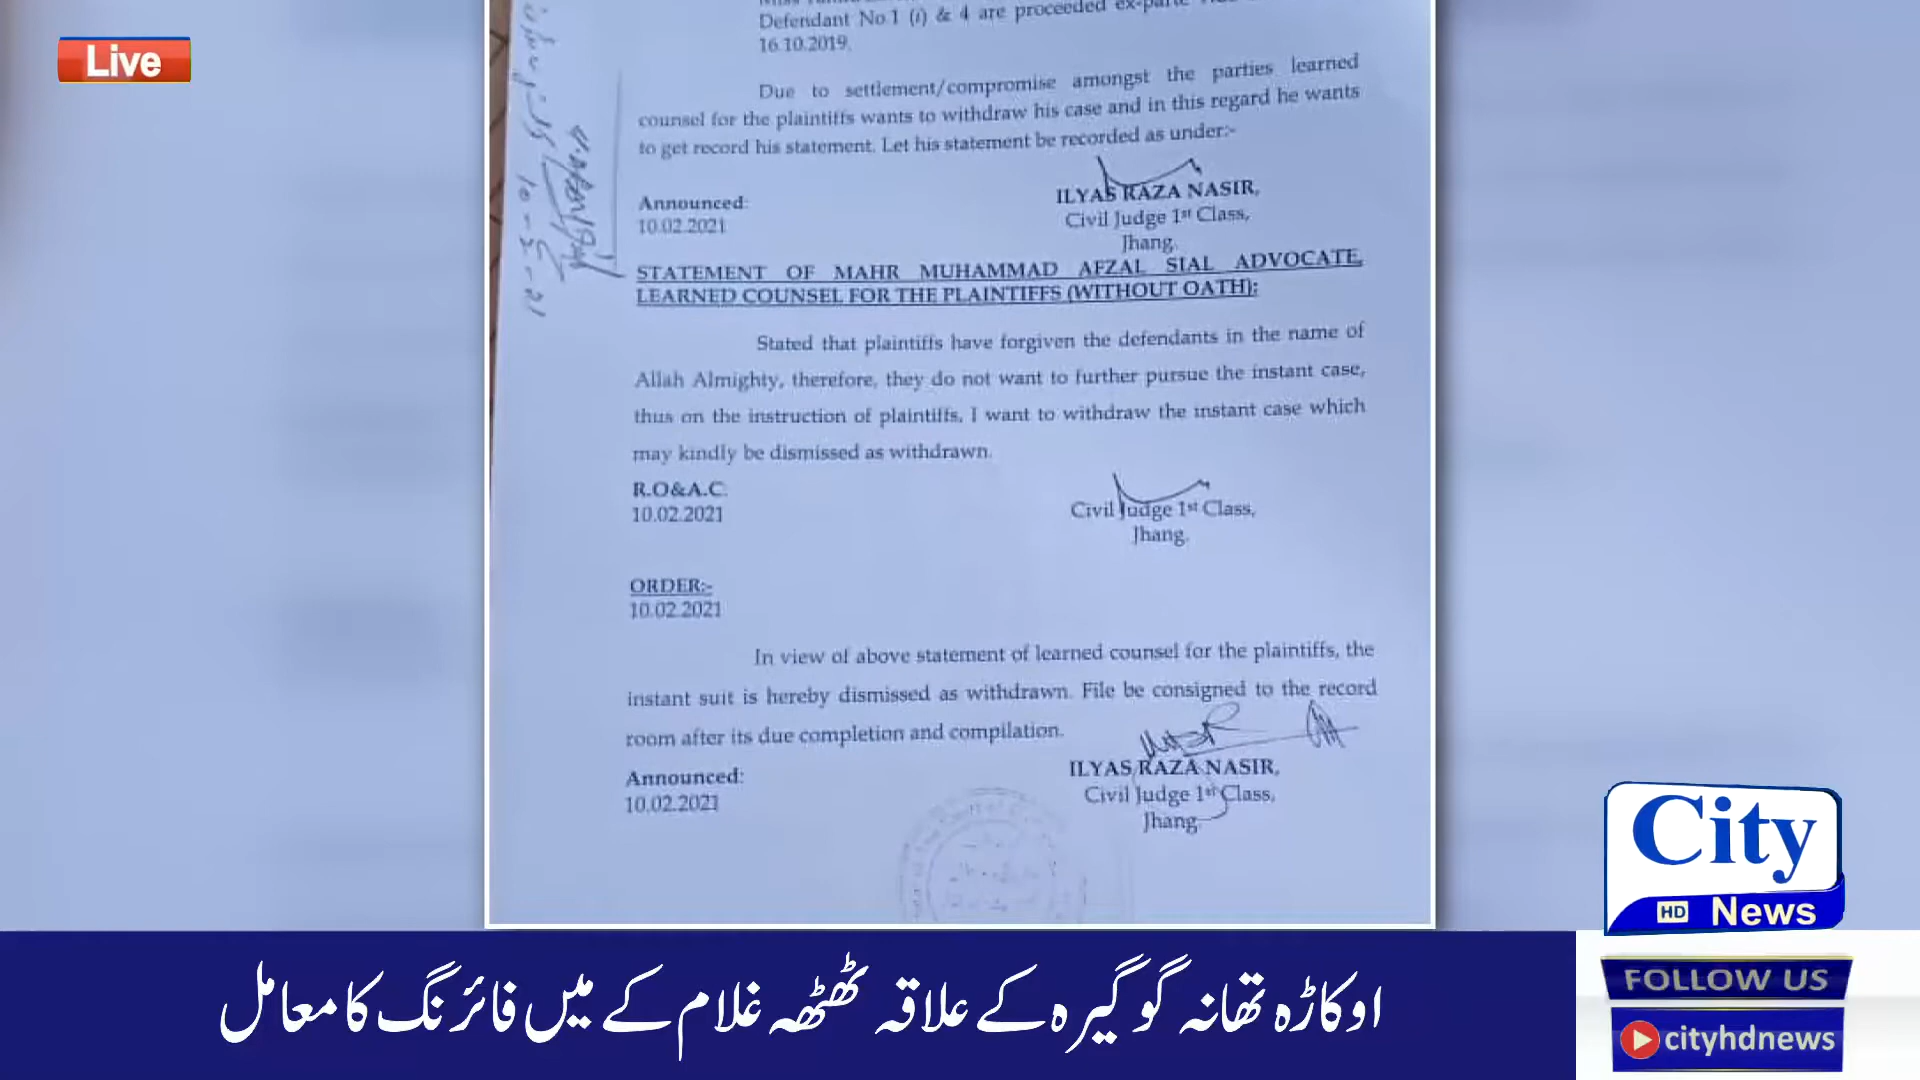 Live
Defendant No.1 (i) & 4 are proceeded ex-parte
16.10.2019.
Due to settlement/compromise amongst the parties learned
counsel for the plaintiffs wants to withdraw his case and in this regard he wants
to get record his statement. Let his statement be recorded as under:-
Announced:
10.02.2021
ILYAS RAZA NASIR,
Civil Judge 1st Class,
Jhang.
STATEMENT OF MAHR MUHAMMAD AFZAL SIAL ADVOCATE,
LEARNED COUNSEL FOR THE PLAINTIFFS (WITHOUT OATH):
Stated that plaintiffs have forgiven the defendants in the name of
Allah Almighty, therefore, they do not want to further pursue the instant case,
thus on the instruction of plaintiffs, I want to withdraw the instant case which
may kindly be dismissed as withdrawn.
R.O&A.C.
10.02.2021
Civil Judge 1st Class,
Jhang.
ORDER:-
10.02.2021
In view of above statement of learned counsel for the plaintiffs, the
instant suit is hereby dismissed as withdrawn. File be consigned to the record
room after its due completion and compilation.
Announced:
10.02.2021
ILYAS RAZA NASIR,
Civil Judge 1st Class,
Jhang.
City
HD News
اوکاڑہ تھانہ گوگیرہ کے علاقہ ٹھٹھہ غلام کے میں فائرنگ کا معامل
FOLLOW US
cityhdnews